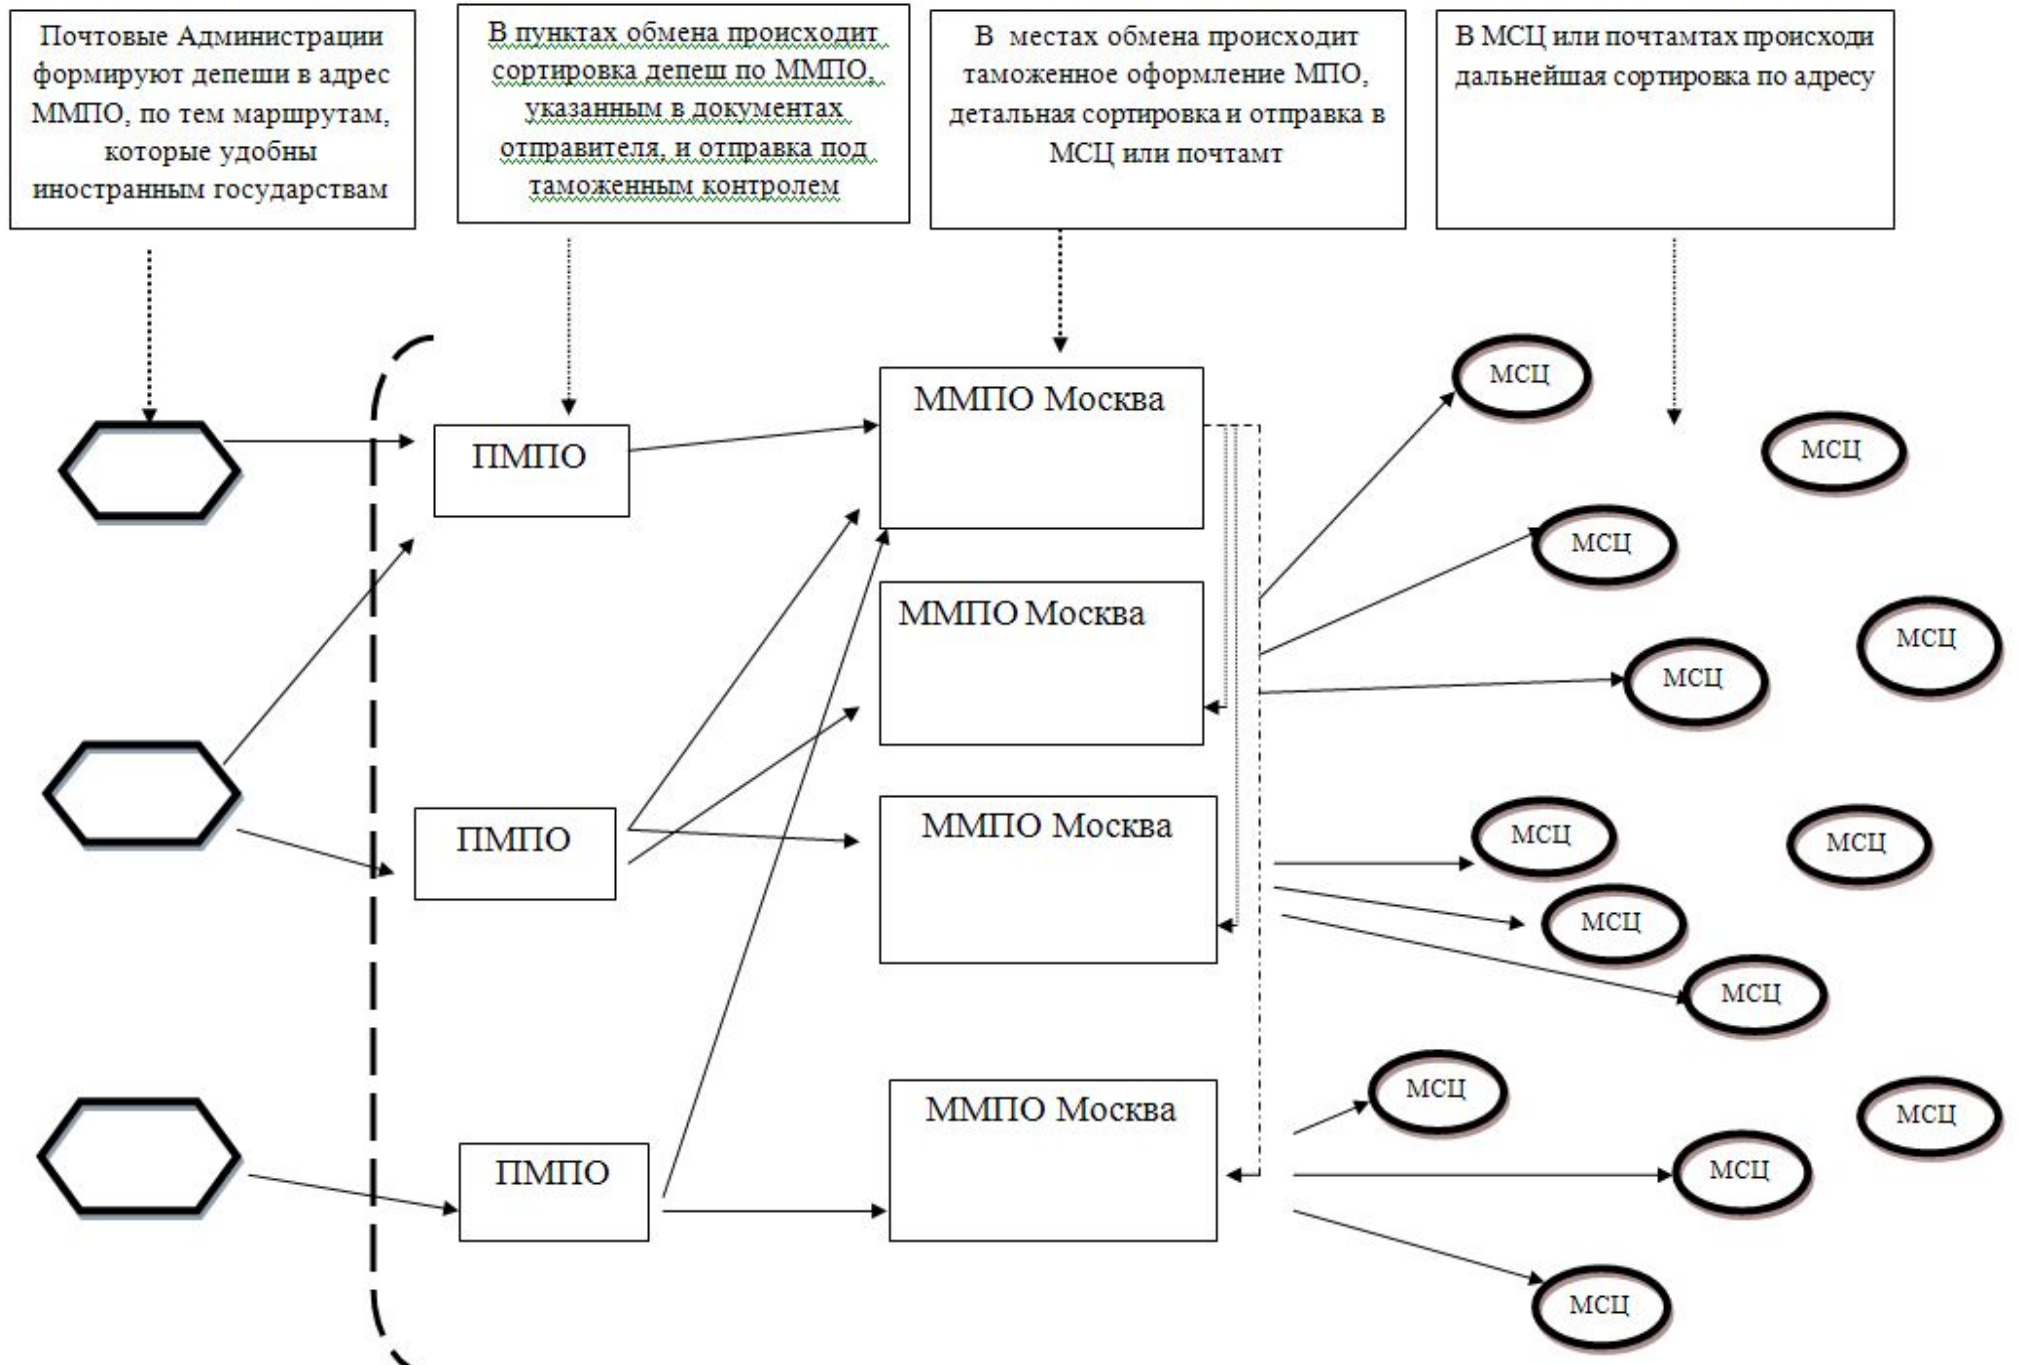 Почтовые Администрации
формируют депеши в адрес
ММПО, по тем маршрутам,
которые удобны
иностранным государствам
В пунктах обмена происходит
сортировка депеш по ММПО,
указанным в документах
отправителя, и отправка под
таможенным контролем
В местах обмена происходит
таможенное оформление МПО,
детальная сортировка и отправка в
МСЦ или почтамт
В МСЦ или почтамтах происходи
дальнейшая сортировка по адресу
ММПО Москва
МСЦ
МСЦ
ПМПО
МСЦ
ММПО Москва
МСЦ
МСЦ
ММПО Москва
ПМПО
МСЦ
МСЦ
МСЦ
МСЦ
ММПО Москва
МСЦ
МСЦ
ПМПО
МСЦ
МСЦ